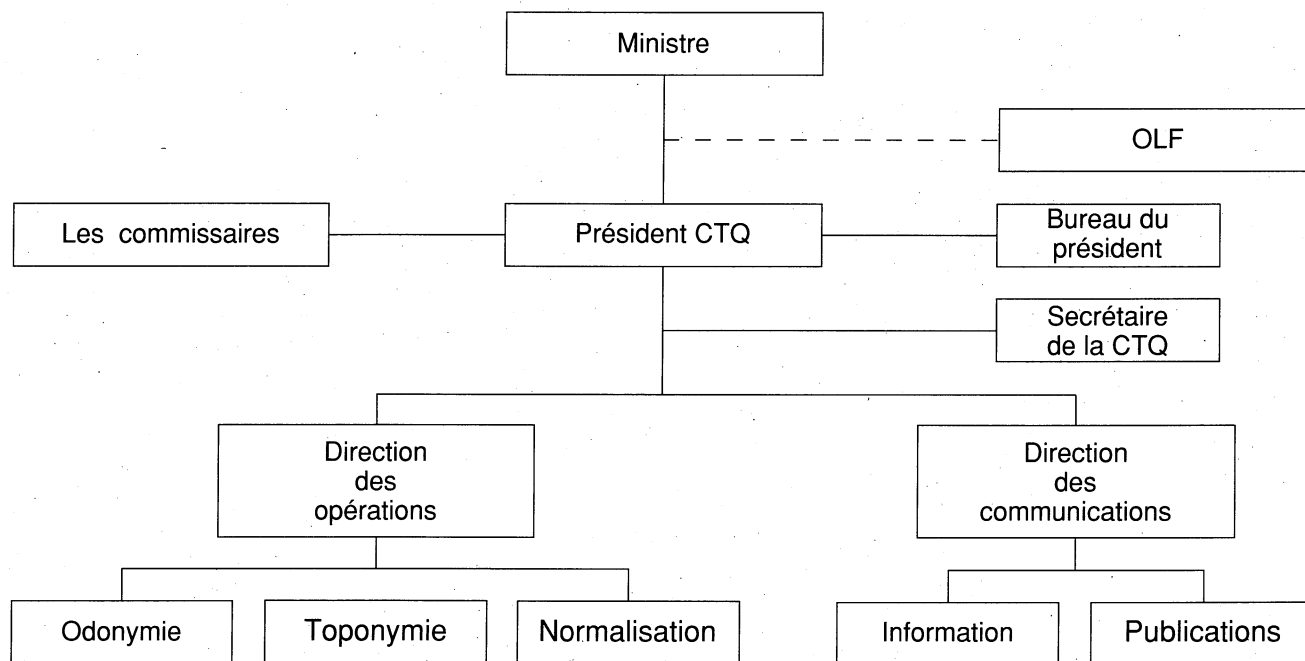 Ministre
OLF
Les commissaires
Président CTQ
Bureau du
président
Secrétaire
de la CTQ
Direction
des
opérations
Direction
des
communications
Odonymie
Toponymie
Normalisation
Information
Publications